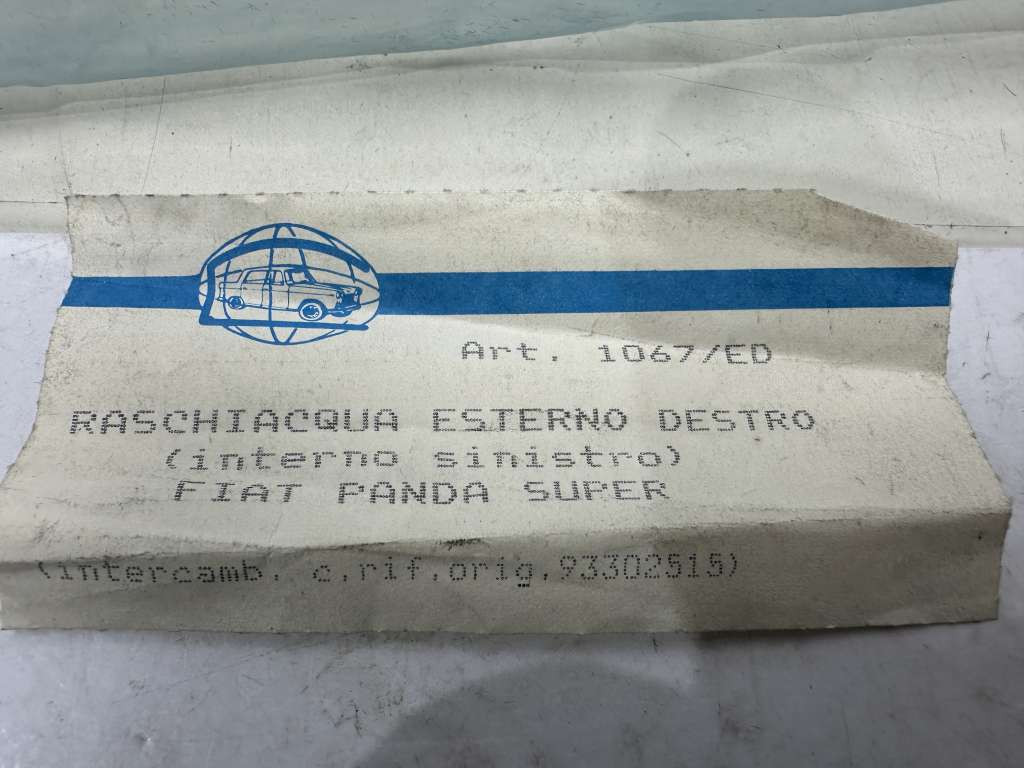 Art. 1067/ED
RASCHIACQUA ESTERNO DESTRO
(interno sinistro)
FIAT PANDA SUPER
(intercamb. c.rif.orig.93302515)